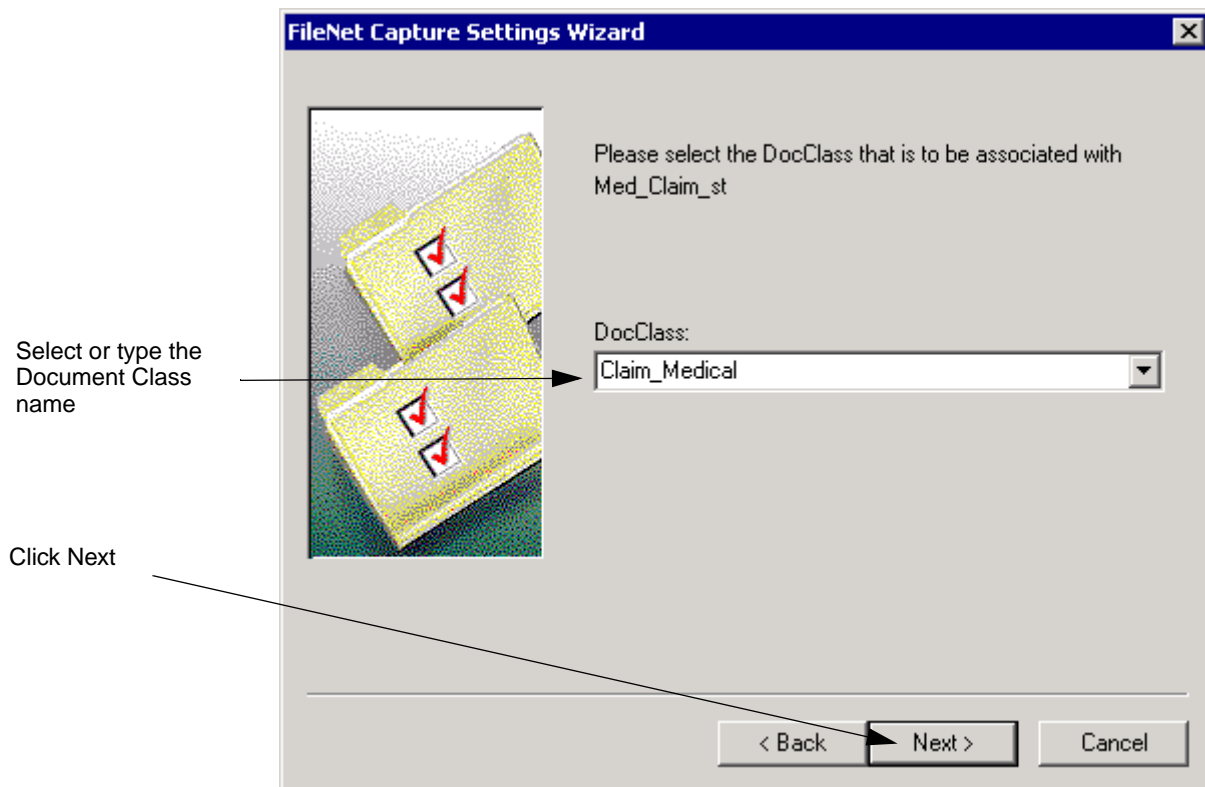 FileNet Capture Settings Wizard
Please select the DocClass that is to be associated with
Med_Claim_st
DocClass:
Claim_Medical
Select or type the
Document Class
name
Click Next
< Back
Next >
Cancel